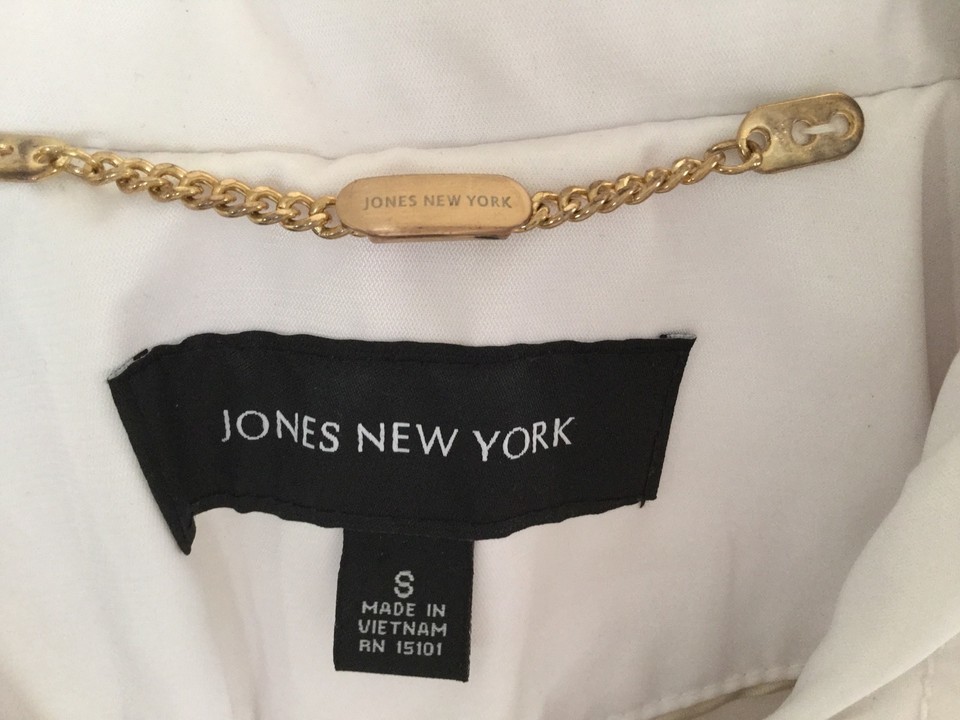 JONES NEW YORK
JONES NEW YORK
S
MADE IN
VIETNAM
RN 15101